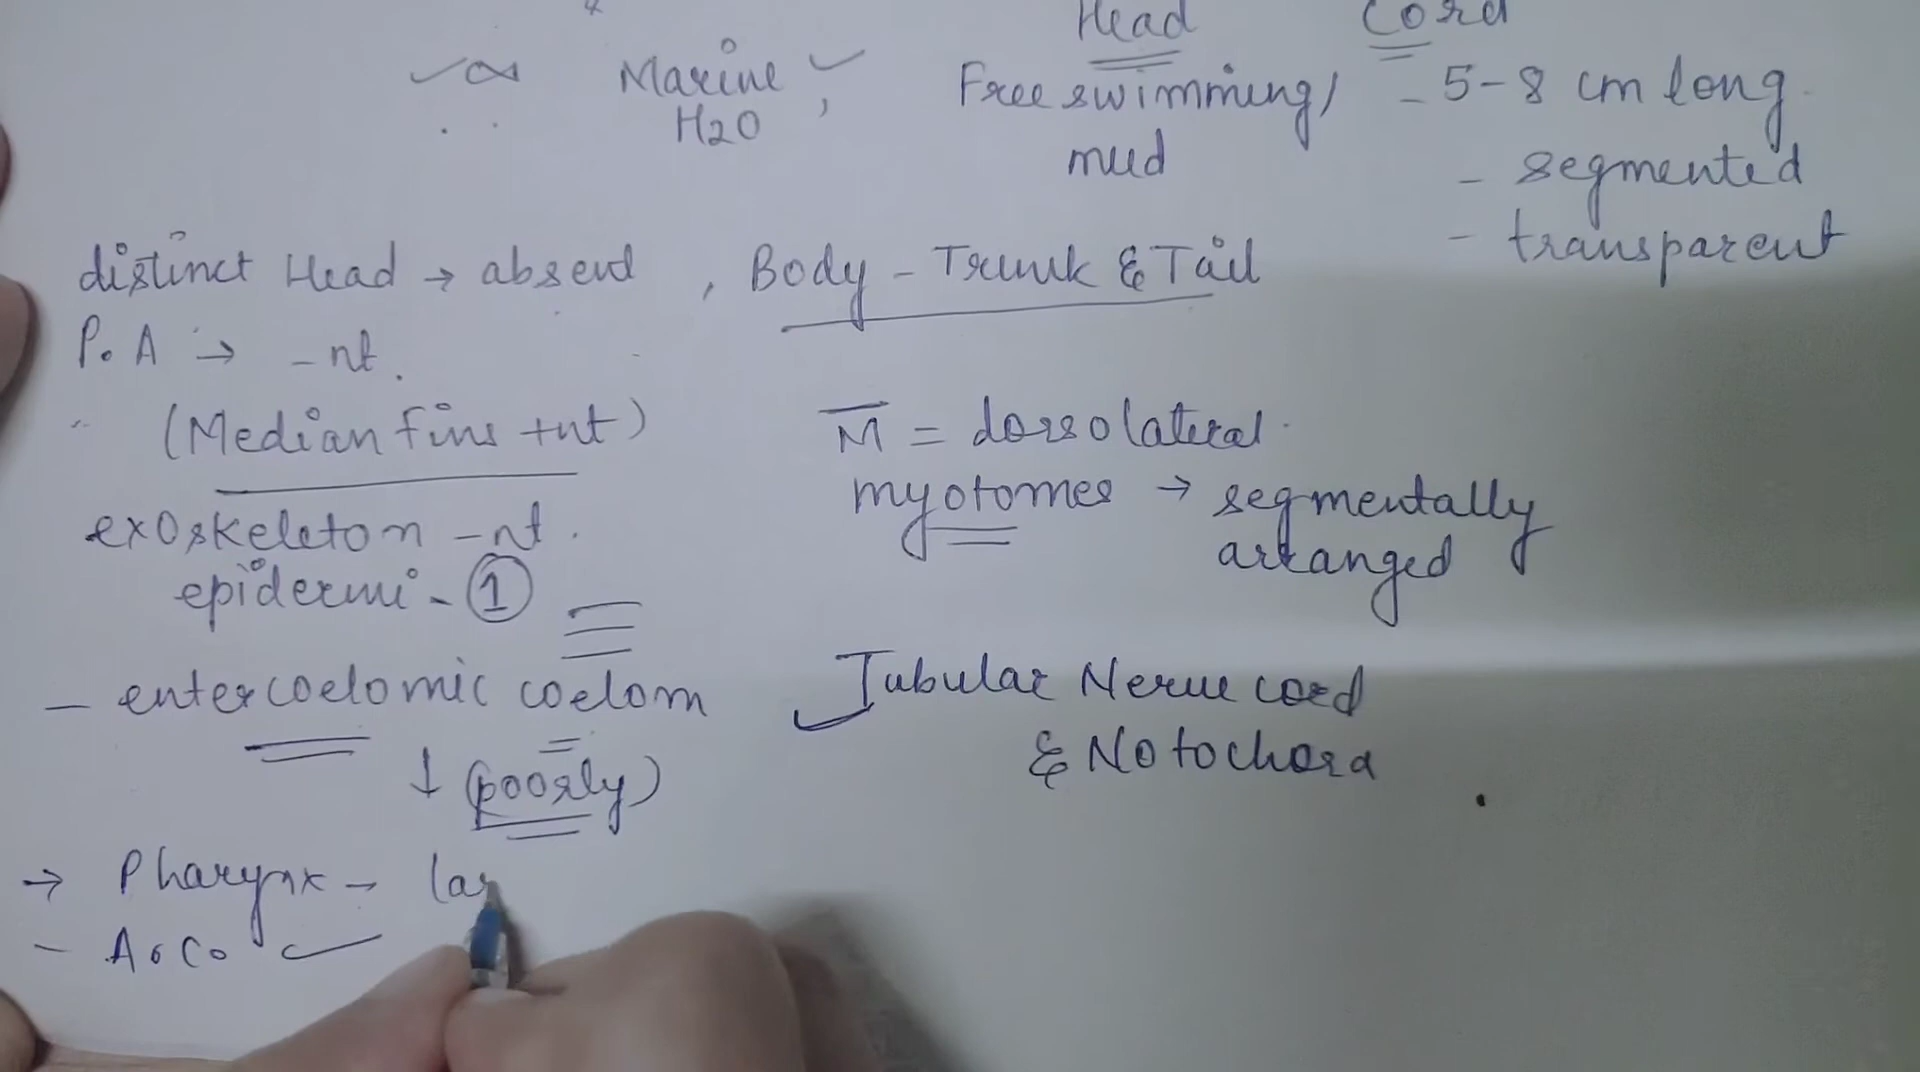 Head Cord
Marine, Free swimming/ - 5-8 cm long
H2O mud - segmented
- transparent
distinct Head → absent, Body - Trunk & Tail
P.A → -nt.
(Median fins +nt) M = dorsolateral
myotomes → segmentally
arranged
exoskeleton -nt.
epidermi - 1
- entercoelomic coelom Tubular Nerve cord
↓ (poorly) & Notochord
→ Pharynx - lar
- A.C.